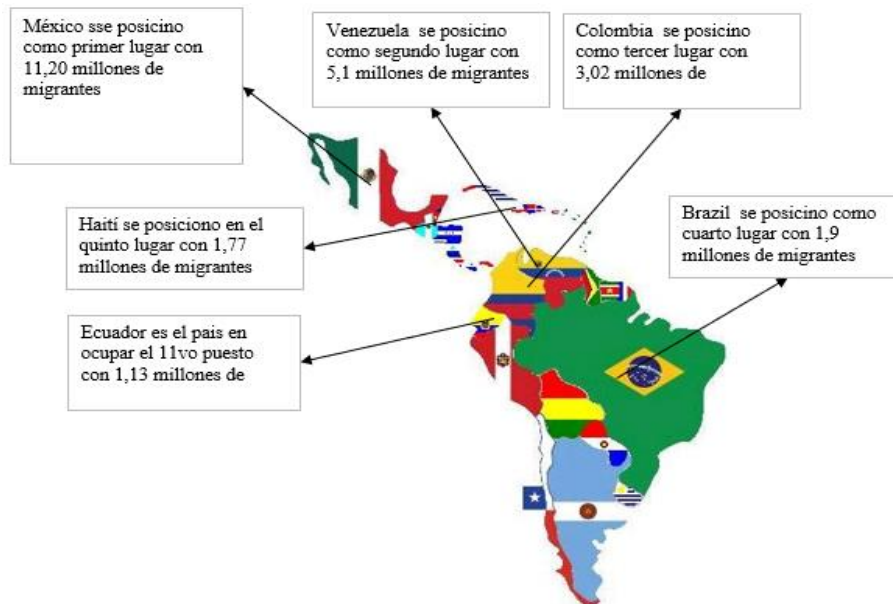 México sse posicino
como primer lugar con
11,20 millones de
migrantes
Venezuela se posicino
como segundo lugar con
5,1 millones de migrantes
Colombia se posicino
como tercer lugar con
3,02 millones de
Haití se posiciono en el
quinto lugar con 1,77
millones de migrantes
Brazil se posicino como
cuarto lugar con 1,9
millones de migrantes
Ecuador es el pais en
ocupar el 11vo puesto
con 1,13 millones de